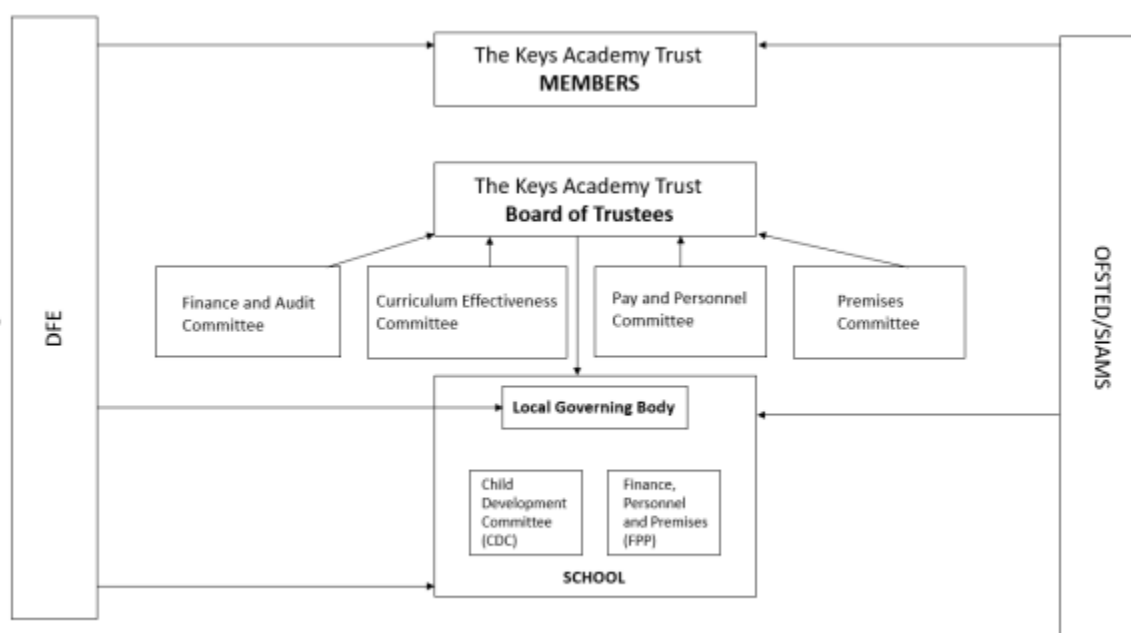 The Keys Academy Trust
MEMBERS
The Keys Academy Trust
Board of Trustees
DFE
Finance and Audit
Committee
Curriculum Effectiveness
Committee
Pay and Personnel
Committee
Premises
Committee
OFSTED/SIAMS
Local Governing Body
Child
Development
Committee
(CDC)
Finance,
Personnel
and Premises
(FPP)
SCHOOL